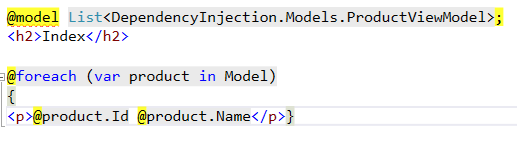 @model List<DependencyInjection.Models.ProductViewModel>;
<h2>Index</h2>
@foreach (var product in Model)
{
<p>@product.Id @product.Name</p>}